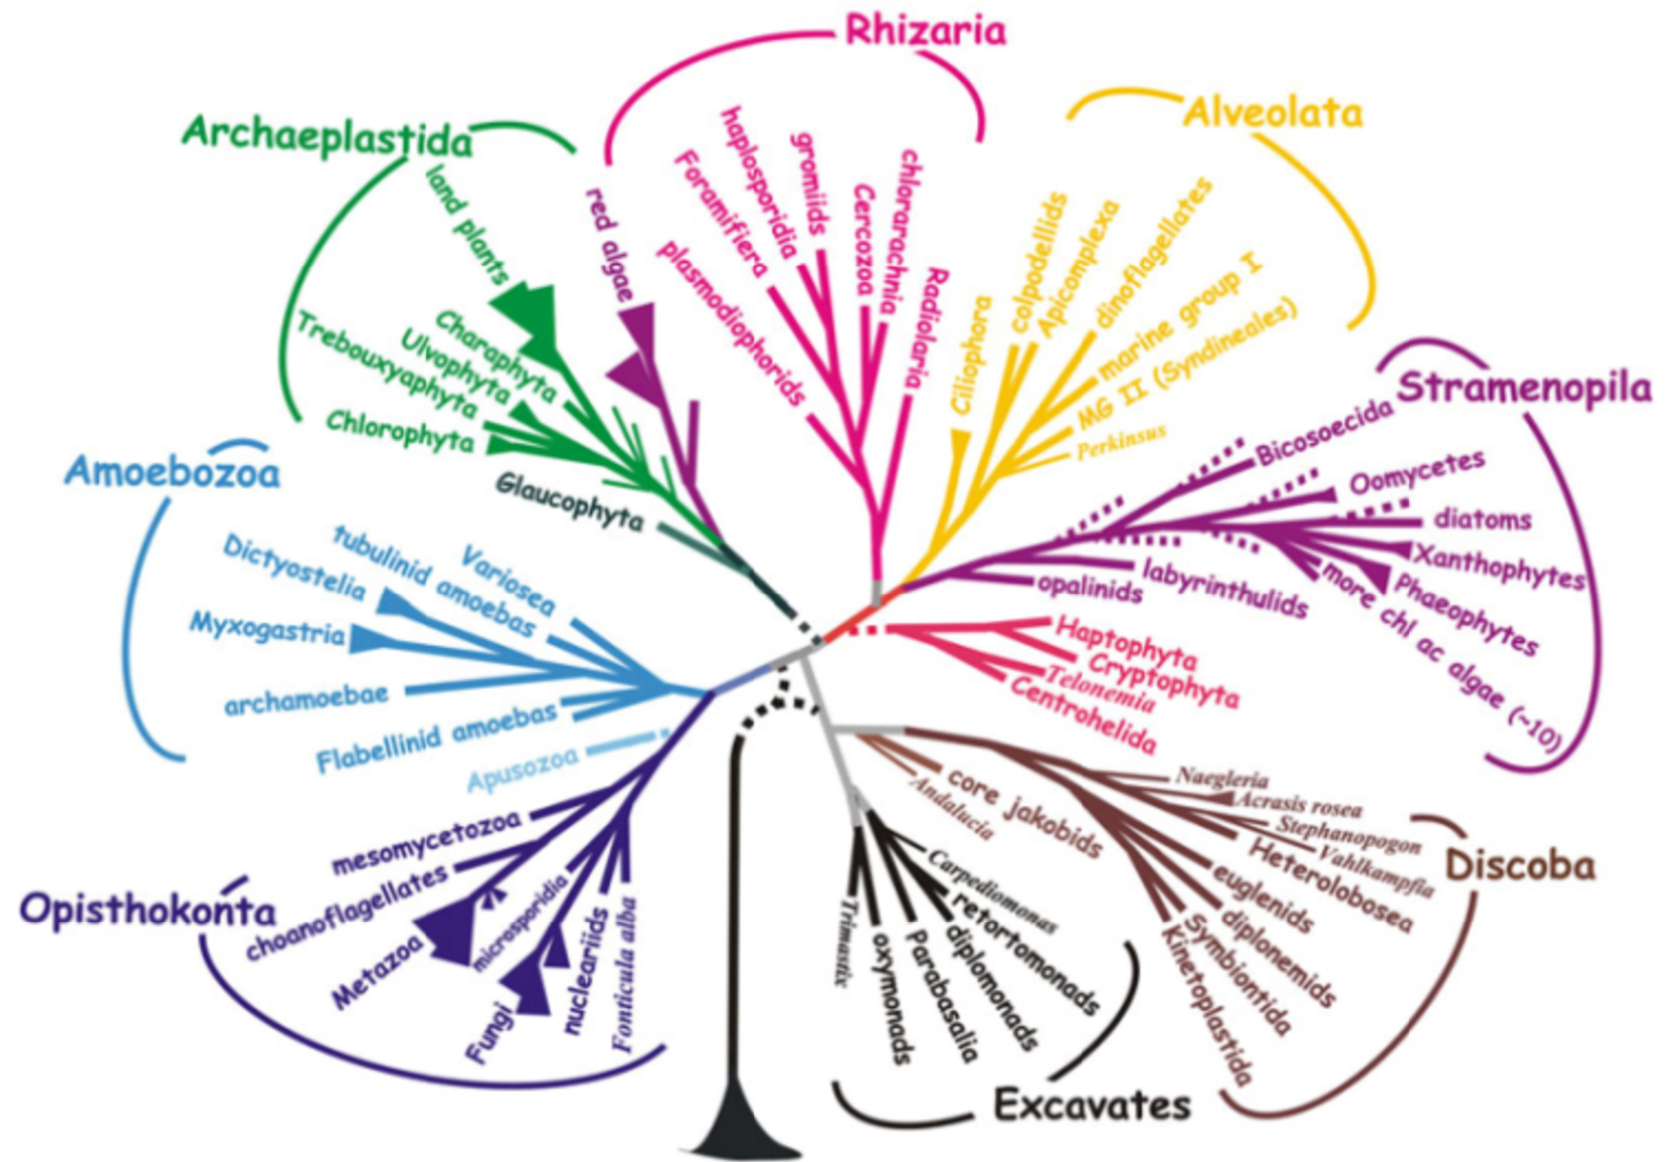 Rhizaria
Alveolata
Archaeplastida
land plants
red algae
Foramifiera
haplosporidia
gromiids
Cercozoa
chlorarachnia
Radiolaria
plasmodiophorids
Ciliophora
colpodellids
Apicomplexa
dinoflagellates
marine group I
MG II (Syndineales)
Perkinsus
Charaphyta
Ulvophyta
Trebouxyaphyta
Chlorophyta
Glaucophyta
Stramenopila
Bicosoecida
Oomycetes
diatoms
Xanthophytes
Phaeophytes
more chl ac algae (~10)
labyrinthulids
opalinids
Haptophyta
Cryptophyta
Telonemia
Centrohelida
Amoebozoa
Variosea
tubulinid amoebas
Dictyostelia
Myxogastria
archamoebae
Flabellinid amoebas
Apusozoa
Opisthokonta
mesomycetozoa
choanoflagellates
Metazoa
microsporidia
Fungi
nucleariids
Fonticula alba
Discoba
Naegleria
Acrasis rosea
Stephanopogon
Vahlkampfia
Heterolobosea
euglenids
diplonemids
Symbiontida
Kinetoplastida
core jakobids
Andalucia
Excavates
Carpediomonas
retortomonads
diplomonads
Parabasalia
oxymonads
Trimastix